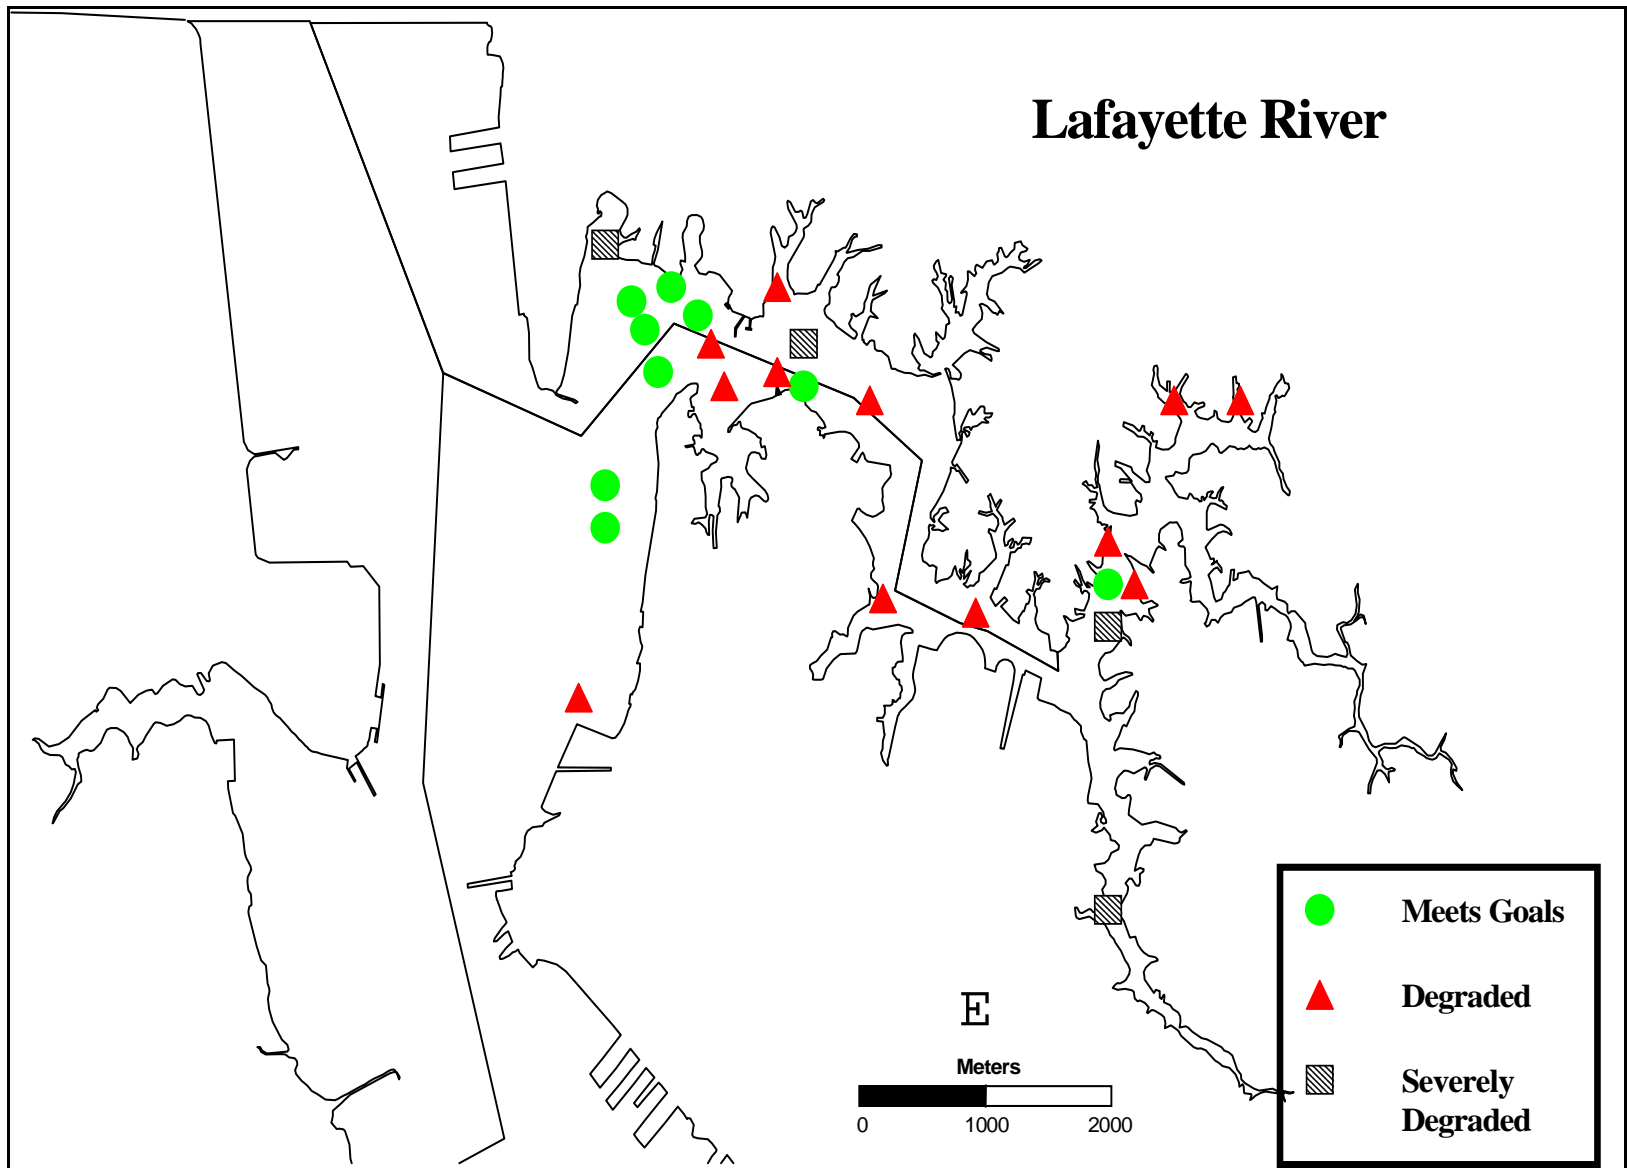 Lafayette River
Meets Goals
Degraded
Severely
Degraded
E
Meters
0 1000 2000